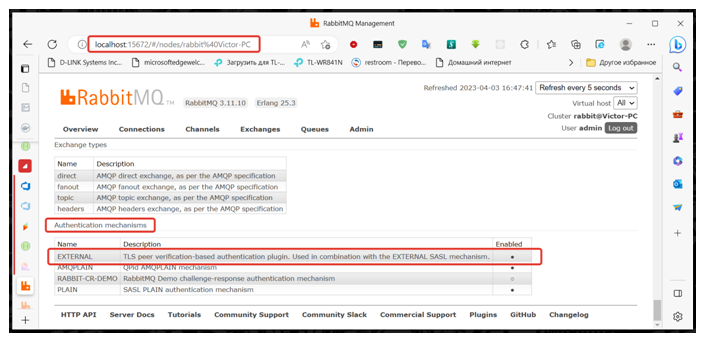 RabbitMQ Management
localhost:15672/#/nodes/rabbit%40Victor-PC
D-LINK Systems Inc... microsoftedgewelc... Загрузить для TL-... TL-WR841N restroom - Перево... Домашний интернет Другое избранное
Refreshed 2023-04-03 16:47:41 Refresh every 5 seconds
RabbitMQ TM RabbitMQ 3.11.10 Erlang 25.3
Virtual host All
Cluster rabbit@Victor-PC
User admin Log out
Overview Connections Channels Exchanges Queues Admin
Exchange types
Name Description
direct AMQP direct exchange, as per the AMQP specification
fanout AMQP fanout exchange, as per the AMQP specification
topic AMQP topic exchange, as per the AMQP specification
headers AMQP headers exchange, as per the AMQP specification
Authentication mechanisms
Name Description Enabled
EXTERNAL TLS peer verification-based authentication plugin. Used in combination with the EXTERNAL SASL mechanism. ●
AMQPLAIN QPid AMQPLAIN mechanism ●
RABBIT-CR-DEMO RabbitMQ Demo challenge-response authentication mechanism ○
PLAIN SASL PLAIN authentication mechanism ●
HTTP API Server Docs Tutorials Community Support Community Slack Commercial Support Plugins GitHub Changelog